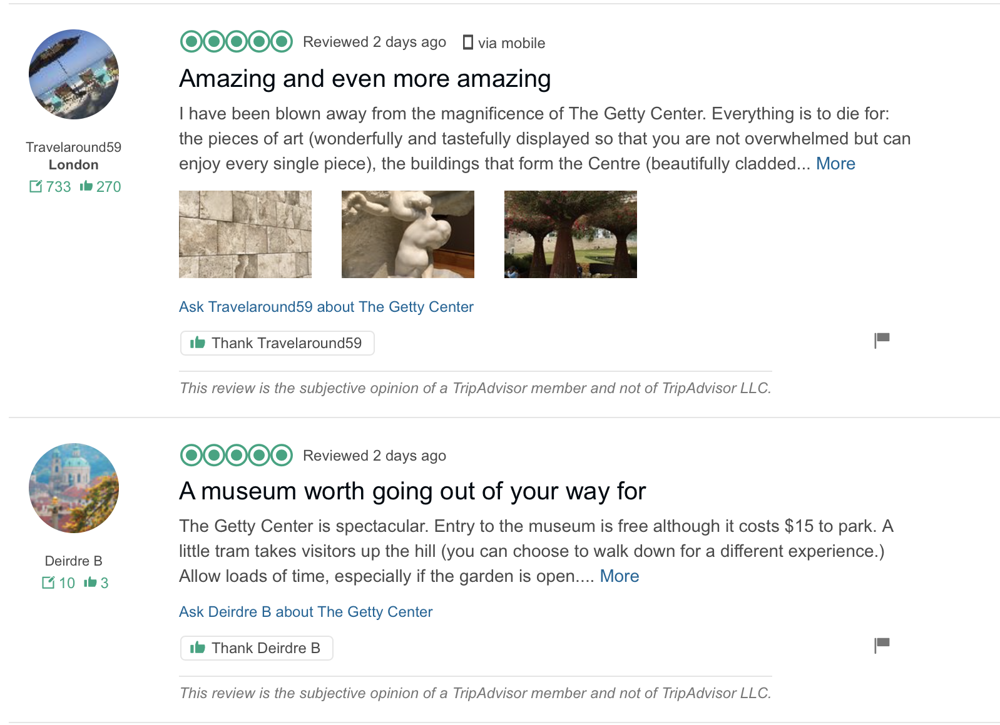 Reviewed 2 days ago via mobile
Amazing and even more amazing
I have been blown away from the magnificence of The Getty Center. Everything is to die for:
the pieces of art (wonderfully and tastefully displayed so that you are not overwhelmed but can
enjoy every single piece), the buildings that form the Centre (beautifully cladded... More
Travelaround59
London
733 270
Ask Travelaround59 about The Getty Center
Thank Travelaround59
This review is the subjective opinion of a TripAdvisor member and not of TripAdvisor LLC.
Reviewed 2 days ago
A museum worth going out of your way for
The Getty Center is spectacular. Entry to the museum is free although it costs $15 to park. A
little tram takes visitors up the hill (you can choose to walk down for a different experience.)
Allow loads of time, especially if the garden is open.... More
Deirdre B
10 3
Ask Deirdre B about The Getty Center
Thank Deirdre B
This review is the subjective opinion of a TripAdvisor member and not of TripAdvisor LLC.